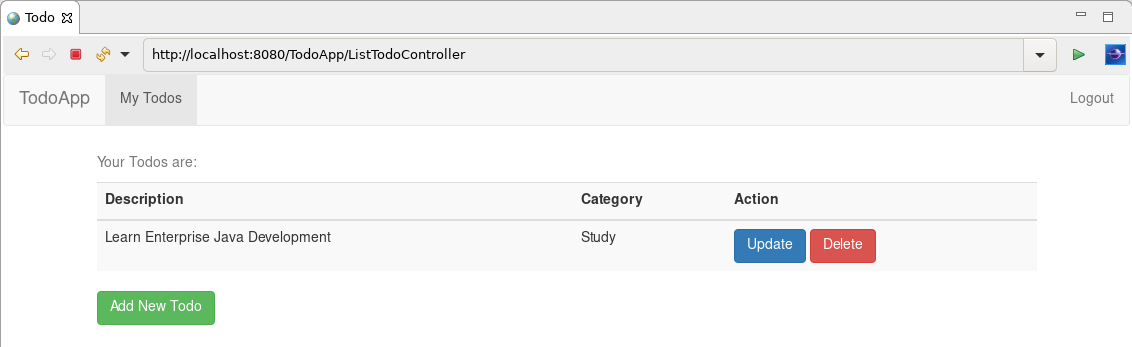 Todo
http://localhost:8080/TodoApp/ListTodoController
TodoApp My Todos Logout
Your Todos are:
Description Category Action
Learn Enterprise Java Development Study Update Delete
Add New Todo